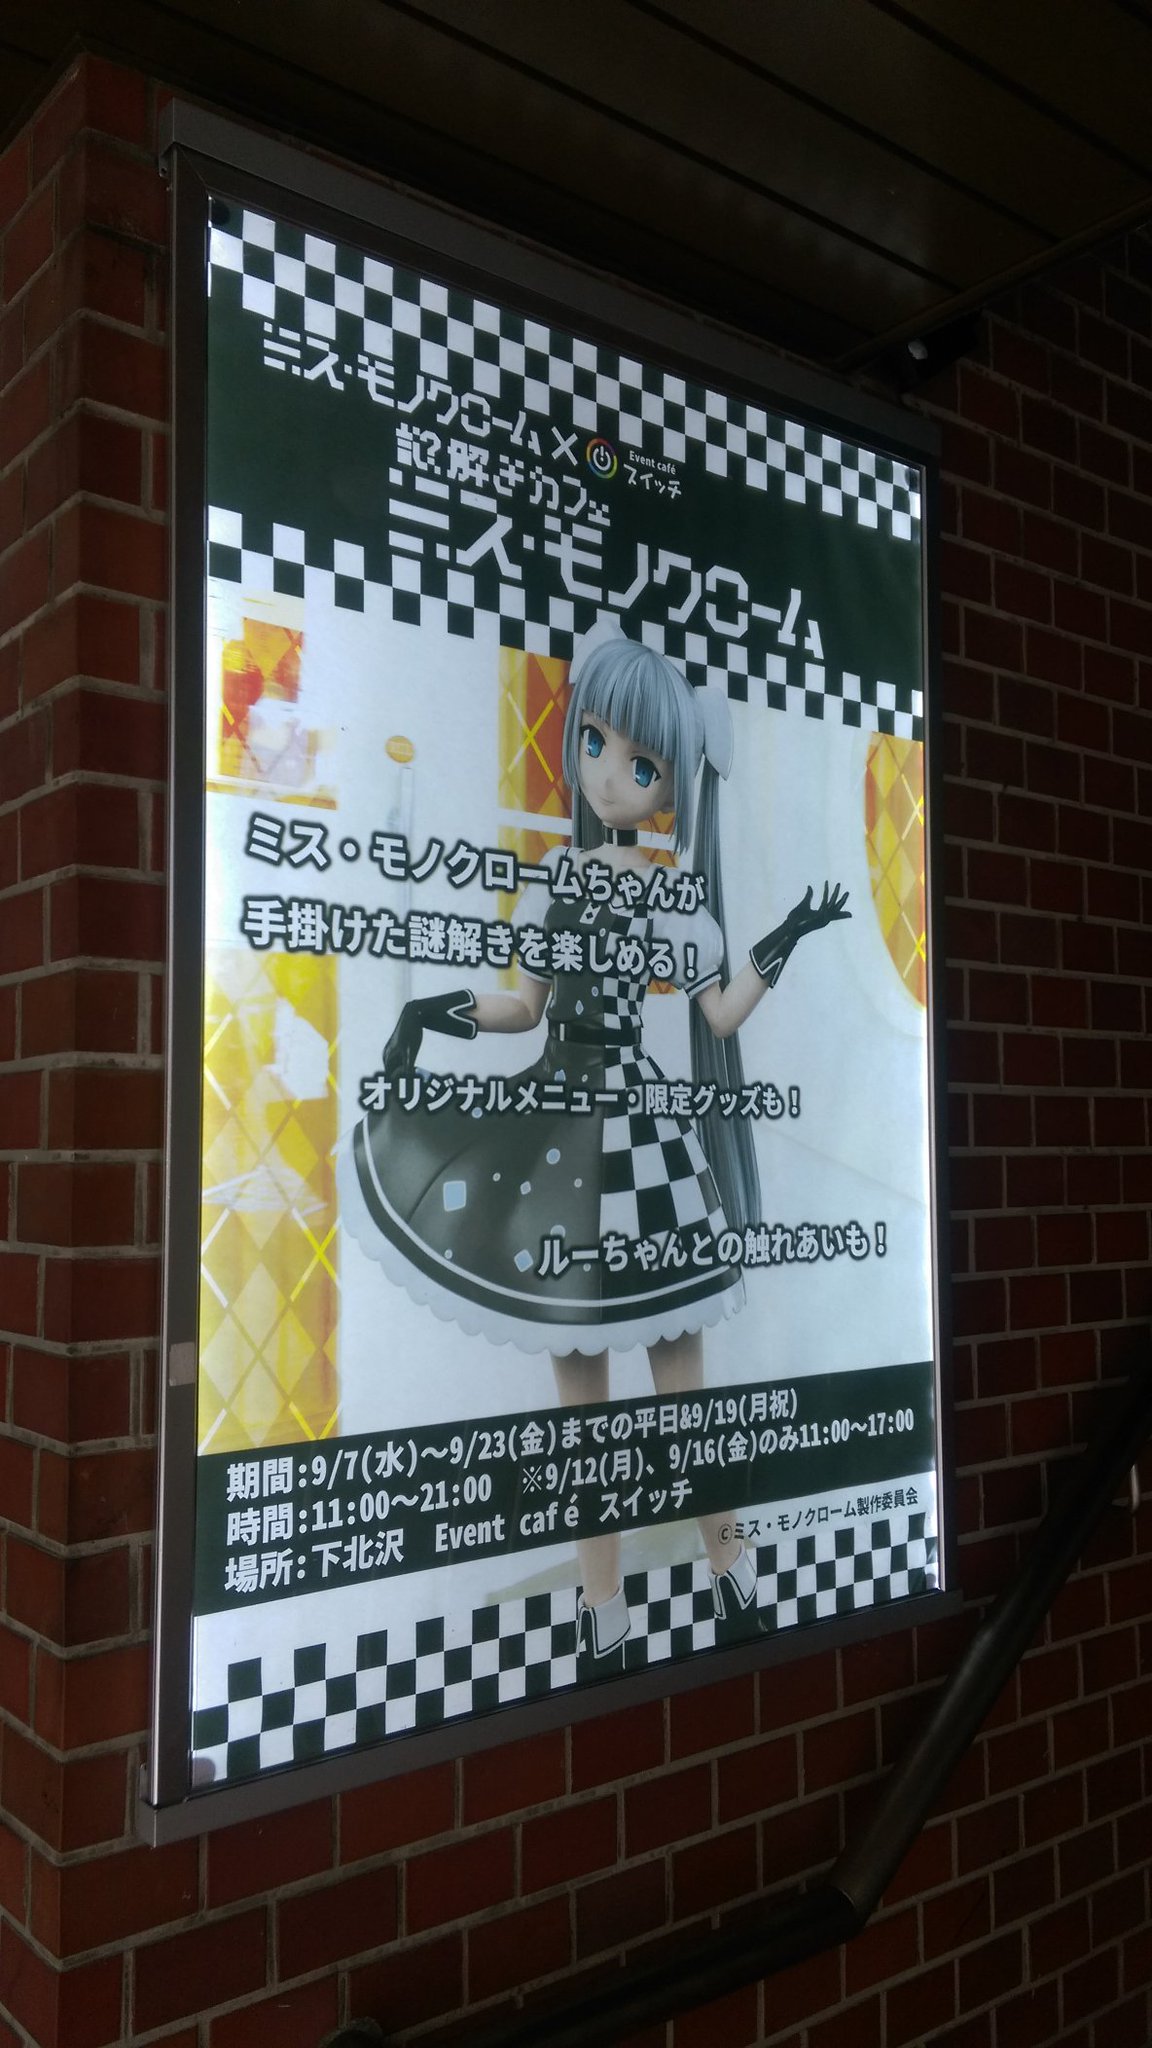 ミス・モノクローム×Event café スイッチ
謎解きカフェ
ミス・モノクローム
ミス・モノクロームちゃんが
手掛けた謎解きを楽しめる！
オリジナルメニュー・限定グッズも！
ルーちゃんとの触れあいも！
期間:9/7(水)～9/23(金)までの平日&9/19(月祝)
時間:11:00～21:00 ※9/12(月)、9/16(金)のみ11:00～17:00
場所:下北沢 Event café スイッチ
©ミス・モノクローム製作委員会